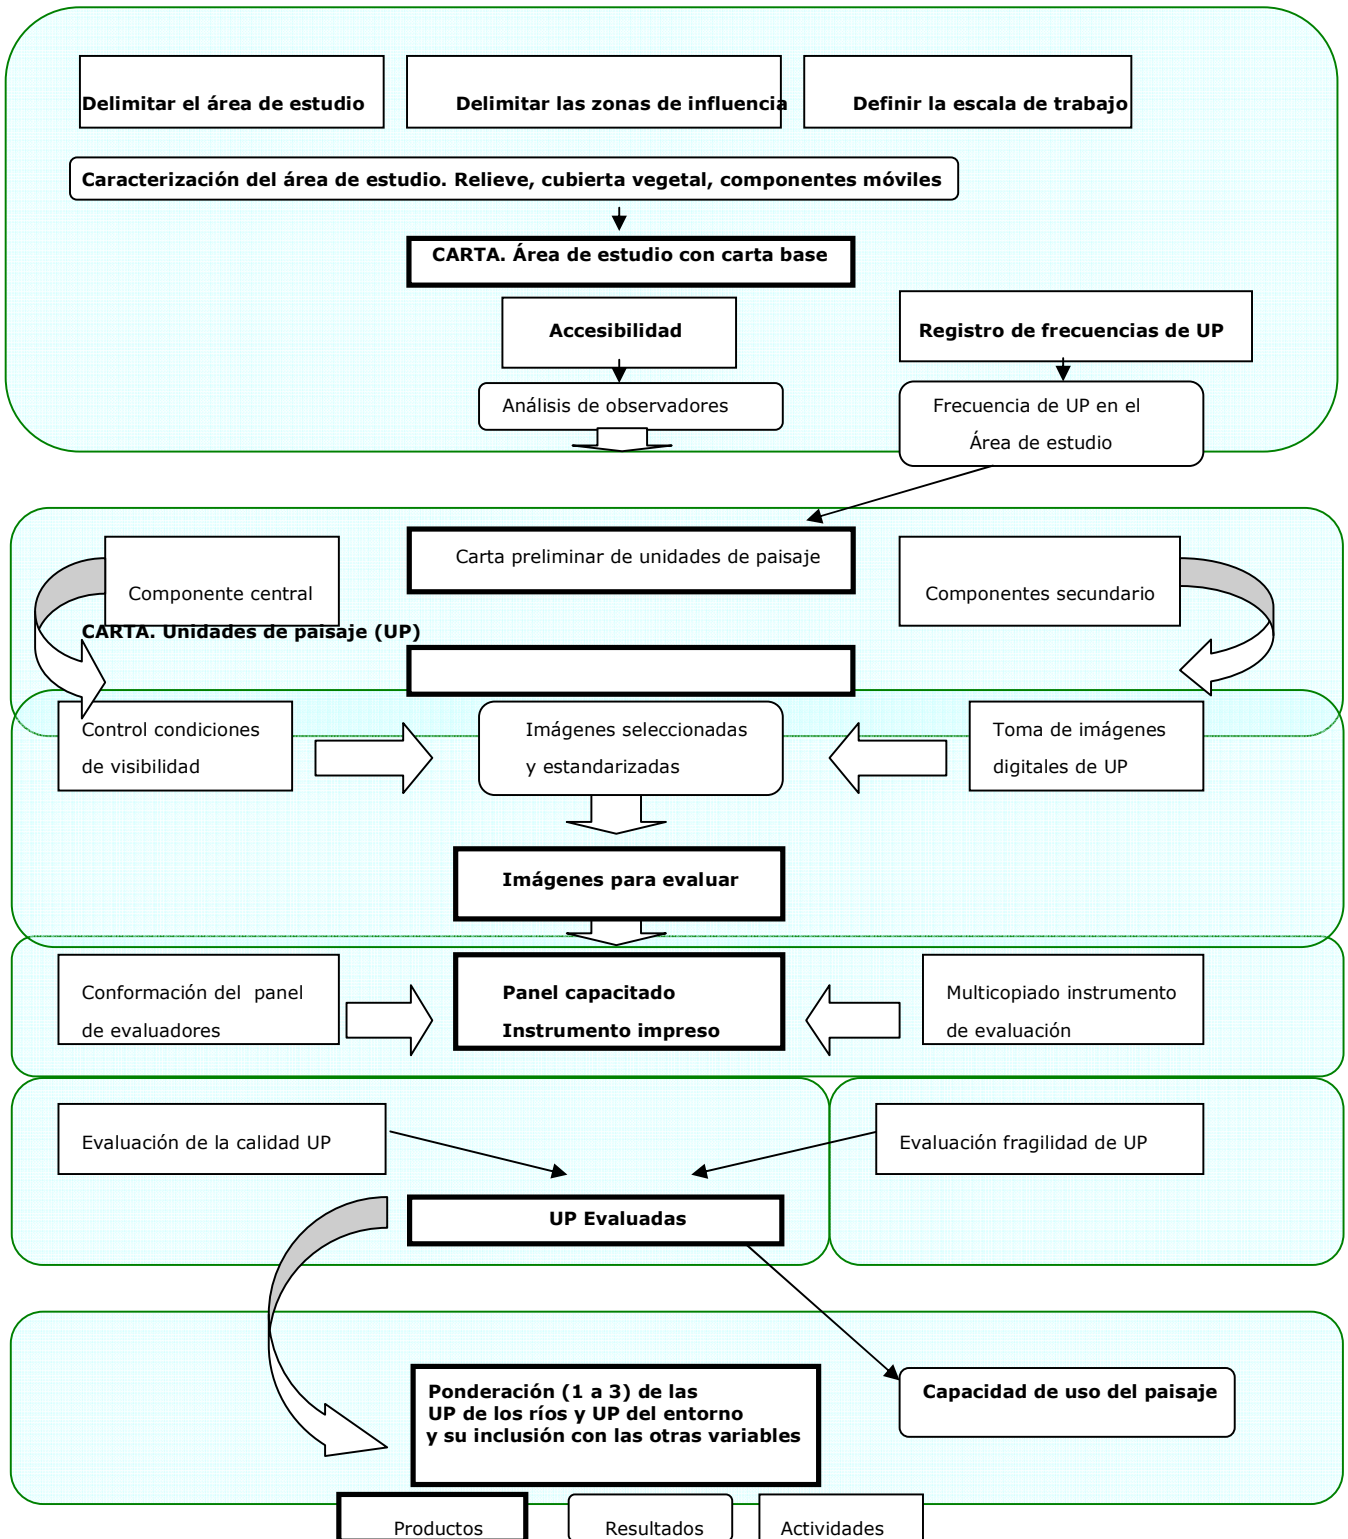 Delimitar el área de estudio
Delimitar las zonas de influencia
Definir la escala de trabajo
Caracterización del área de estudio. Relieve, cubierta vegetal, componentes móviles
CARTA. Área de estudio con carta base
Accesibilidad
Registro de frecuencias de UP
Análisis de observadores
Frecuencia de UP en el
Área de estudio
Carta preliminar de unidades de paisaje
Componente central
Componentes secundario
CARTA. Unidades de paisaje (UP)
Control condiciones
de visibilidad
Imágenes seleccionadas
y estandarizadas
Toma de imágenes
digitales de UP
Imágenes para evaluar
Conformación del panel
de evaluadores
Panel capacitado
Instrumento impreso
Multicopiado instrumento
de evaluación
Evaluación de la calidad UP
Evaluación fragilidad de UP
UP Evaluadas
Ponderación (1 a 3) de las
UP de los ríos y UP del entorno
y su inclusión con las otras variables
Capacidad de uso del paisaje
Productos
Resultados
Actividades